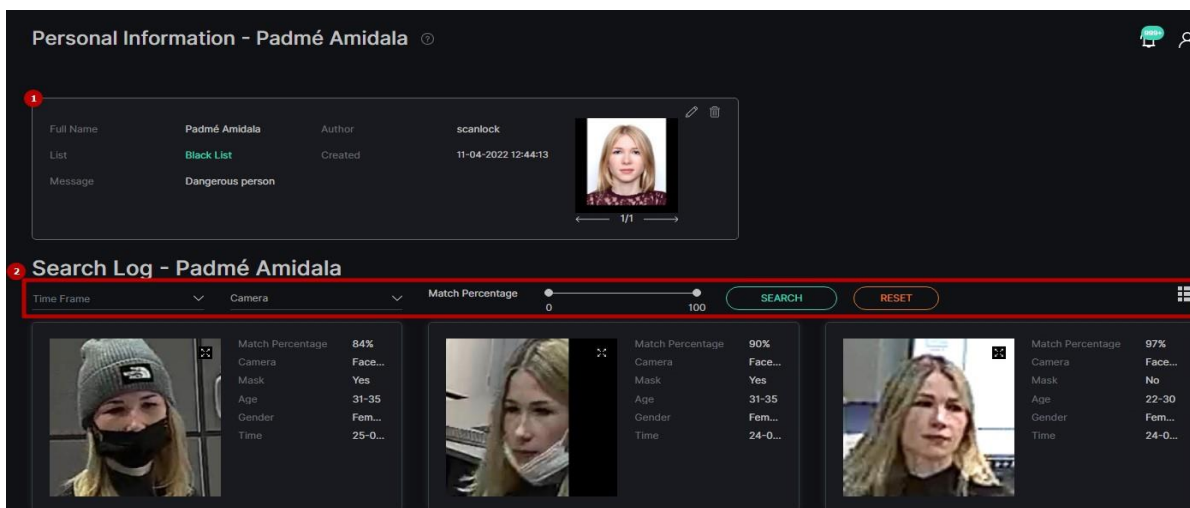 Personal Information - Padmé Amidala ?
999+
1
Full Name Padmé Amidala Author scanlock
List Black List Created 11-04-2022 12:44:13
Message Dangerous person
1/1
2
Search Log - Padmé Amidala
Time Frame Camera Match Percentage 0 100 SEARCH RESET
Match Percentage 84%
Camera Face...
Mask Yes
Age 31-35
Gender Fem...
Time 25-0...
Match Percentage 90%
Camera Face...
Mask Yes
Age 31-35
Gender Fem...
Time 24-0...
Match Percentage 97%
Camera Face...
Mask No
Age 22-30
Gender Fem...
Time 24-0...